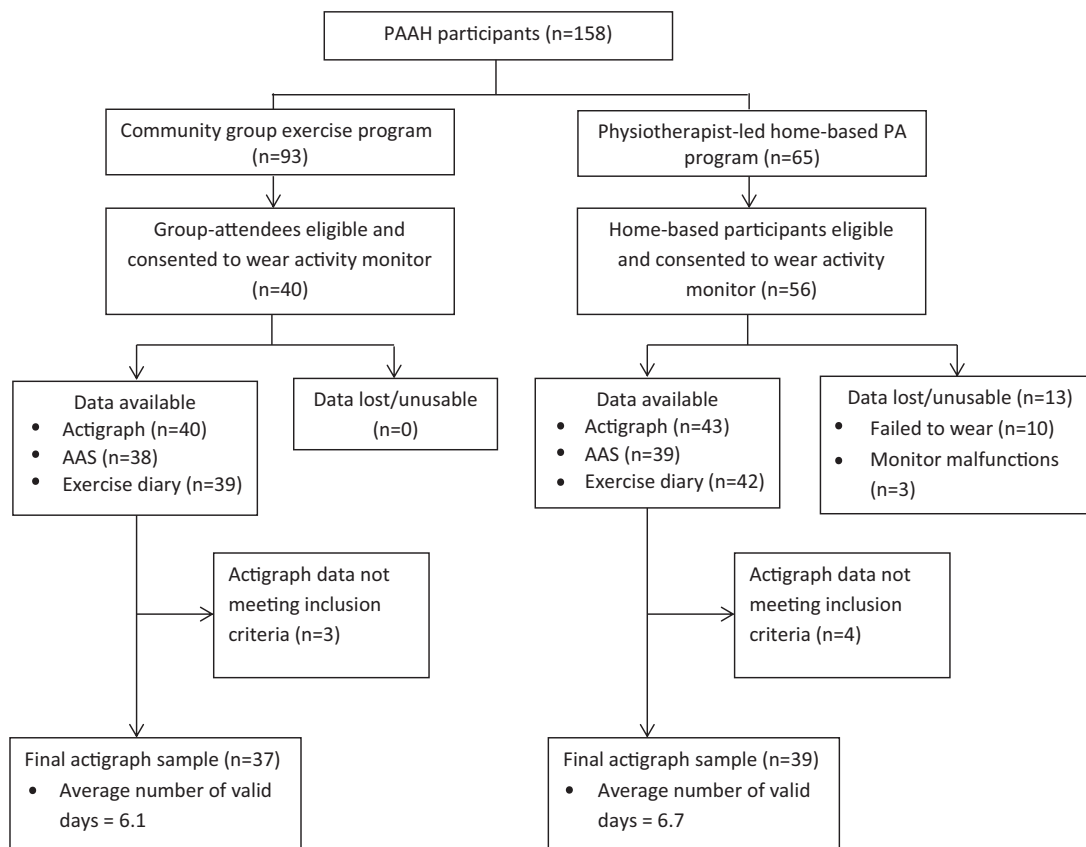 PAAH participants (n=158)
Community group exercise program
(n=93)
Physiotherapist-led home-based PA
program (n=65)
Group-attendees eligible and
consented to wear activity monitor
(n=40)
Home-based participants eligible
and consented to wear activity
monitor (n=56)
Data available
• Actigraph (n=40)
• AAS (n=38)
• Exercise diary (n=39)
Data lost/unusable
(n=0)
Data available
• Actigraph (n=43)
• AAS (n=39)
• Exercise diary (n=42)
Data lost/unusable (n=13)
• Failed to wear (n=10)
• Monitor malfunctions
(n=3)
Actigraph data not
meeting inclusion
criteria (n=3)
Actigraph data not
meeting inclusion
criteria (n=4)
Final actigraph sample (n=37)
• Average number of valid
days = 6.1
Final actigraph sample (n=39)
• Average number of valid
days = 6.7